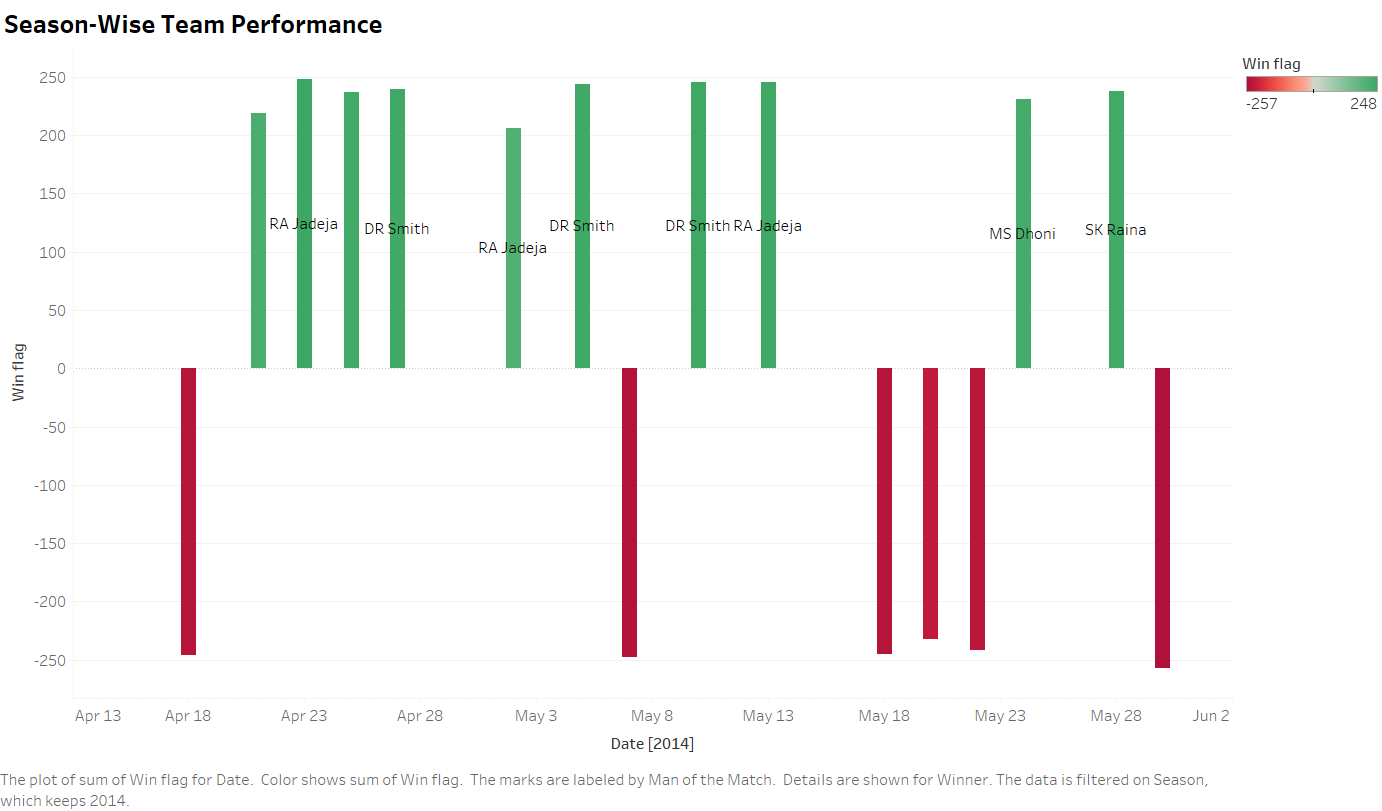 Season-Wise Team Performance
Win flag
-257 248
250
200
150
100
50
0
-50
-100
-150
-200
-250
Win flag
RA Jadeja
DR Smith
RA Jadeja
DR Smith
DR Smith
RA Jadeja
MS Dhoni
SK Raina
Apr 13 Apr 18 Apr 23 Apr 28 May 3 May 8 May 13 May 18 May 23 May 28 Jun 2
Date [2014]
The plot of sum of Win flag for Date.  Color shows sum of Win flag.  The marks are labeled by Man of the Match.  Details are shown for Winner. The data is filtered on Season,
which keeps 2014.